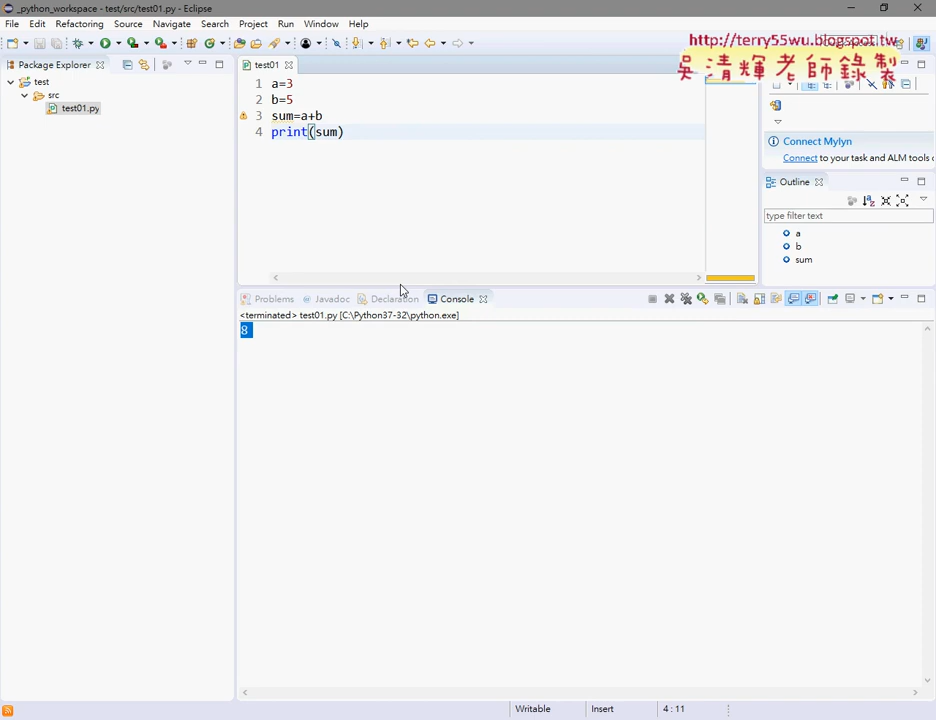 _python_workspace - test/src/test01.py - Eclipse
File Edit Refactoring Source Navigate Search Project Run Window Help
http://terry55wu.blogspot.tw
吳清輝老師錄製
Package Explorer
test
src
test01.py
test01
1 a=3
2 b=5
3 sum=a+b
4 print(sum)
Connect Mylyn
Connect to your task and ALM tools
Outline
type filter text
a
b
sum
Problems Javadoc Declaration Console
<terminated> test01.py [C:\Python37-32\python.exe]
8
Writable Insert 4 : 11